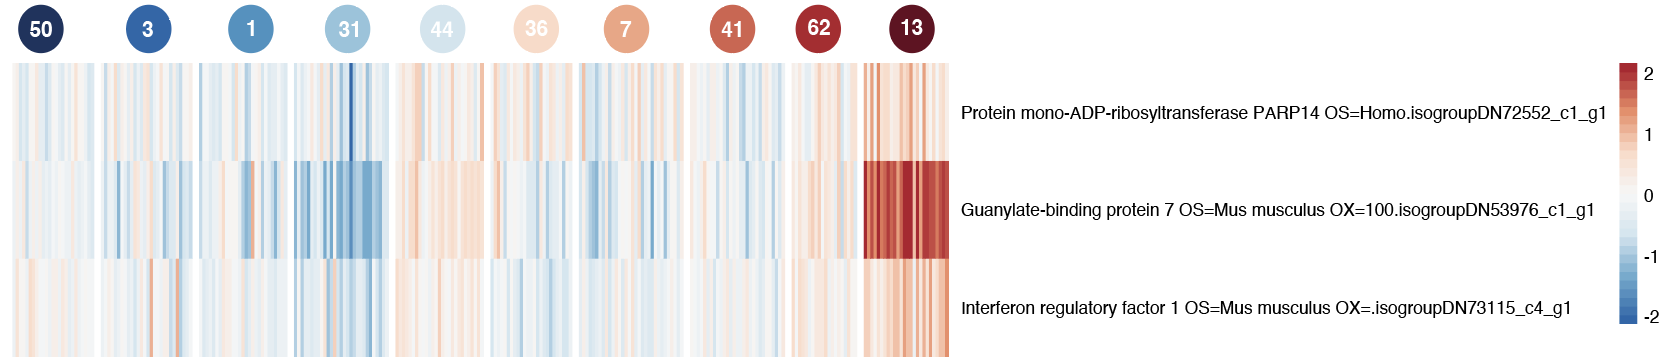 50 3 1 31 44 36 7 41 62 13
2
Protein mono-ADP-ribosyltransferase PARP14 OS=Homo.isogroupDN72552_c1_g1
1
0
Guanylate-binding protein 7 OS=Mus musculus OX=100.isogroupDN53976_c1_g1
-1
Interferon regulatory factor 1 OS=Mus musculus OX=.isogroupDN73115_c4_g1
-2